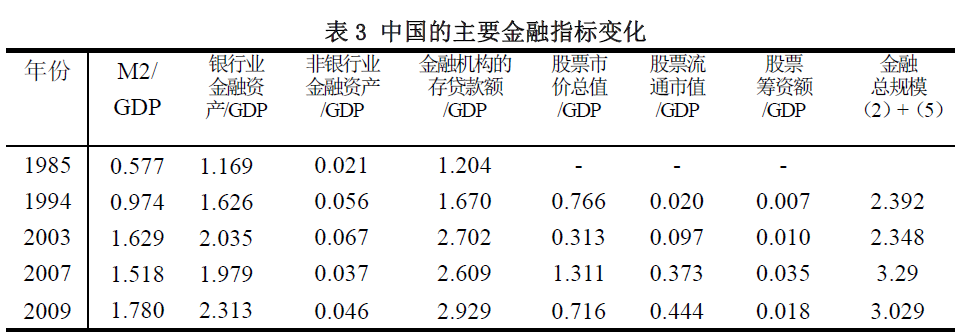 表 3 中国的主要金融指标变化
年份 M2/GDP 银行业金融资产/GDP 非银行业金融资产/GDP 金融机构的存贷款额/GDP 股票市价总值/GDP 股票流通市值/GDP 股票筹资额/GDP 金融总规模(2)+(5)
1985 0.577 1.169 0.021 1.204 - - -
1994 0.974 1.626 0.056 1.670 0.766 0.020 0.007 2.392
2003 1.629 2.035 0.067 2.702 0.313 0.097 0.010 2.348
2007 1.518 1.979 0.037 2.609 1.311 0.373 0.035 3.29
2009 1.780 2.313 0.046 2.929 0.716 0.444 0.018 3.029